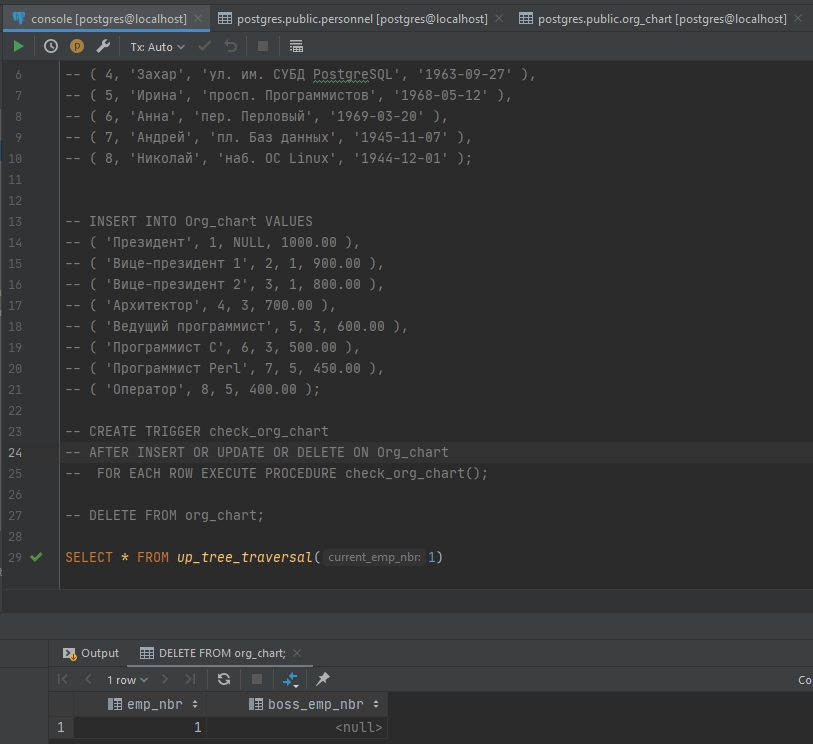 console [postgres@localhost] postgres.public.personnel [postgres@localhost] postgres.public.org_chart [postgres@localhost]
Tx: Auto
6 -- ( 4, 'Захар', 'ул. им. СУБД PostgreSQL', '1963-09-27' ),
7 -- ( 5, 'Ирина', 'просп. Программистов', '1968-05-12' ),
8 -- ( 6, 'Анна', 'пер. Перловый', '1969-03-20' ),
9 -- ( 7, 'Андрей', 'пл. Баз данных', '1945-11-07' ),
10 -- ( 8, 'Николай', 'наб. ОС Linux', '1944-12-01' );
11
12
13 -- INSERT INTO Org_chart VALUES
14 -- ( 'Президент', 1, NULL, 1000.00 ),
15 -- ( 'Вице-президент 1', 2, 1, 900.00 ),
16 -- ( 'Вице-президент 2', 3, 1, 800.00 ),
17 -- ( 'Архитектор', 4, 3, 700.00 ),
18 -- ( 'Ведущий программист', 5, 3, 600.00 ),
19 -- ( 'Программист C', 6, 3, 500.00 ),
20 -- ( 'Программист Perl', 7, 5, 450.00 ),
21 -- ( 'Оператор', 8, 5, 400.00 );
22
23 -- CREATE TRIGGER check_org_chart
24 -- AFTER INSERT OR UPDATE OR DELETE ON Org_chart
25 --  FOR EACH ROW EXECUTE PROCEDURE check_org_chart();
26
27 -- DELETE FROM org_chart;
28
29 SELECT * FROM up_tree_traversal( current_emp_nbr: 1)
Output DELETE FROM org_chart;
1 row Co
emp_nbr boss_emp_nbr
1 1 <null>